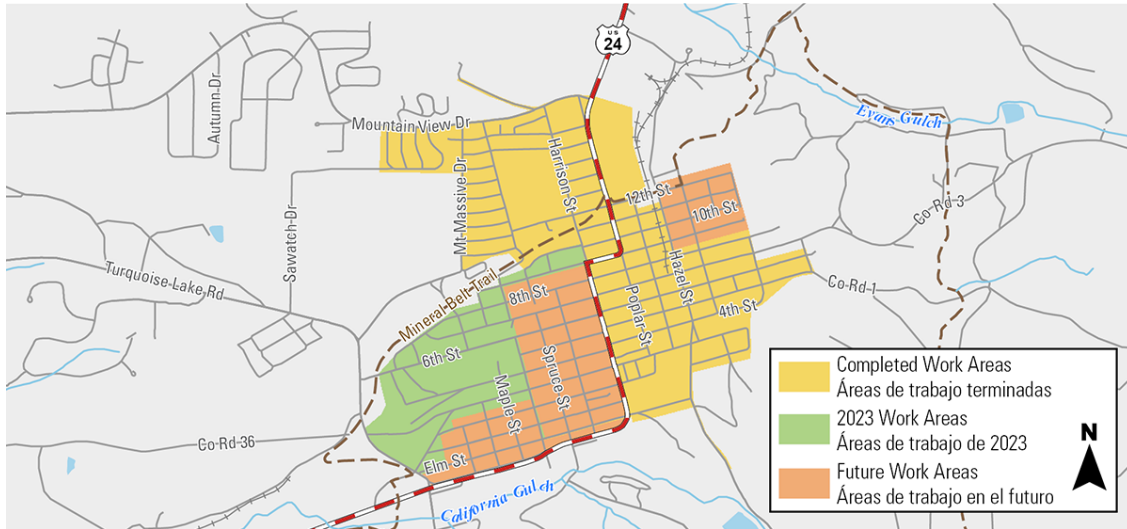 US
24
Mountain View Dr
Autumn Dr
Evans Gulch
Harrison St
Mt Massive Dr
12th St
10th St
Co Rd 3
Sawatch Dr
Turquoise Lake Rd
Hazel St
Mineral Belt Trail
8th St
Poplar St
4th St
Co Rd 1
6th St
Spruce St
Maple St
Co Rd 36
Elm St
California Gulch
Completed Work Areas
Áreas de trabajo terminadas
2023 Work Areas
Áreas de trabajo de 2023
Future Work Areas
Áreas de trabajo en el futuro
N